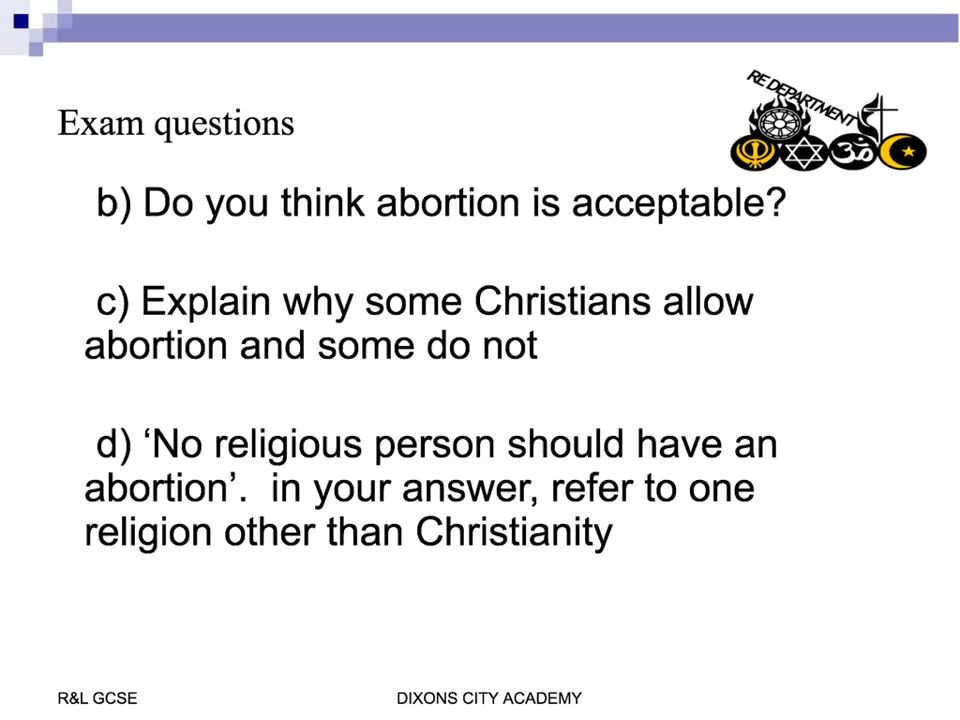 RE DEPARTMENT
Exam questions
b) Do you think abortion is acceptable?
c) Explain why some Christians allow
abortion and some do not
d) ‘No religious person should have an
abortion’.  in your answer, refer to one
religion other than Christianity
R&L GCSE
DIXONS CITY ACADEMY